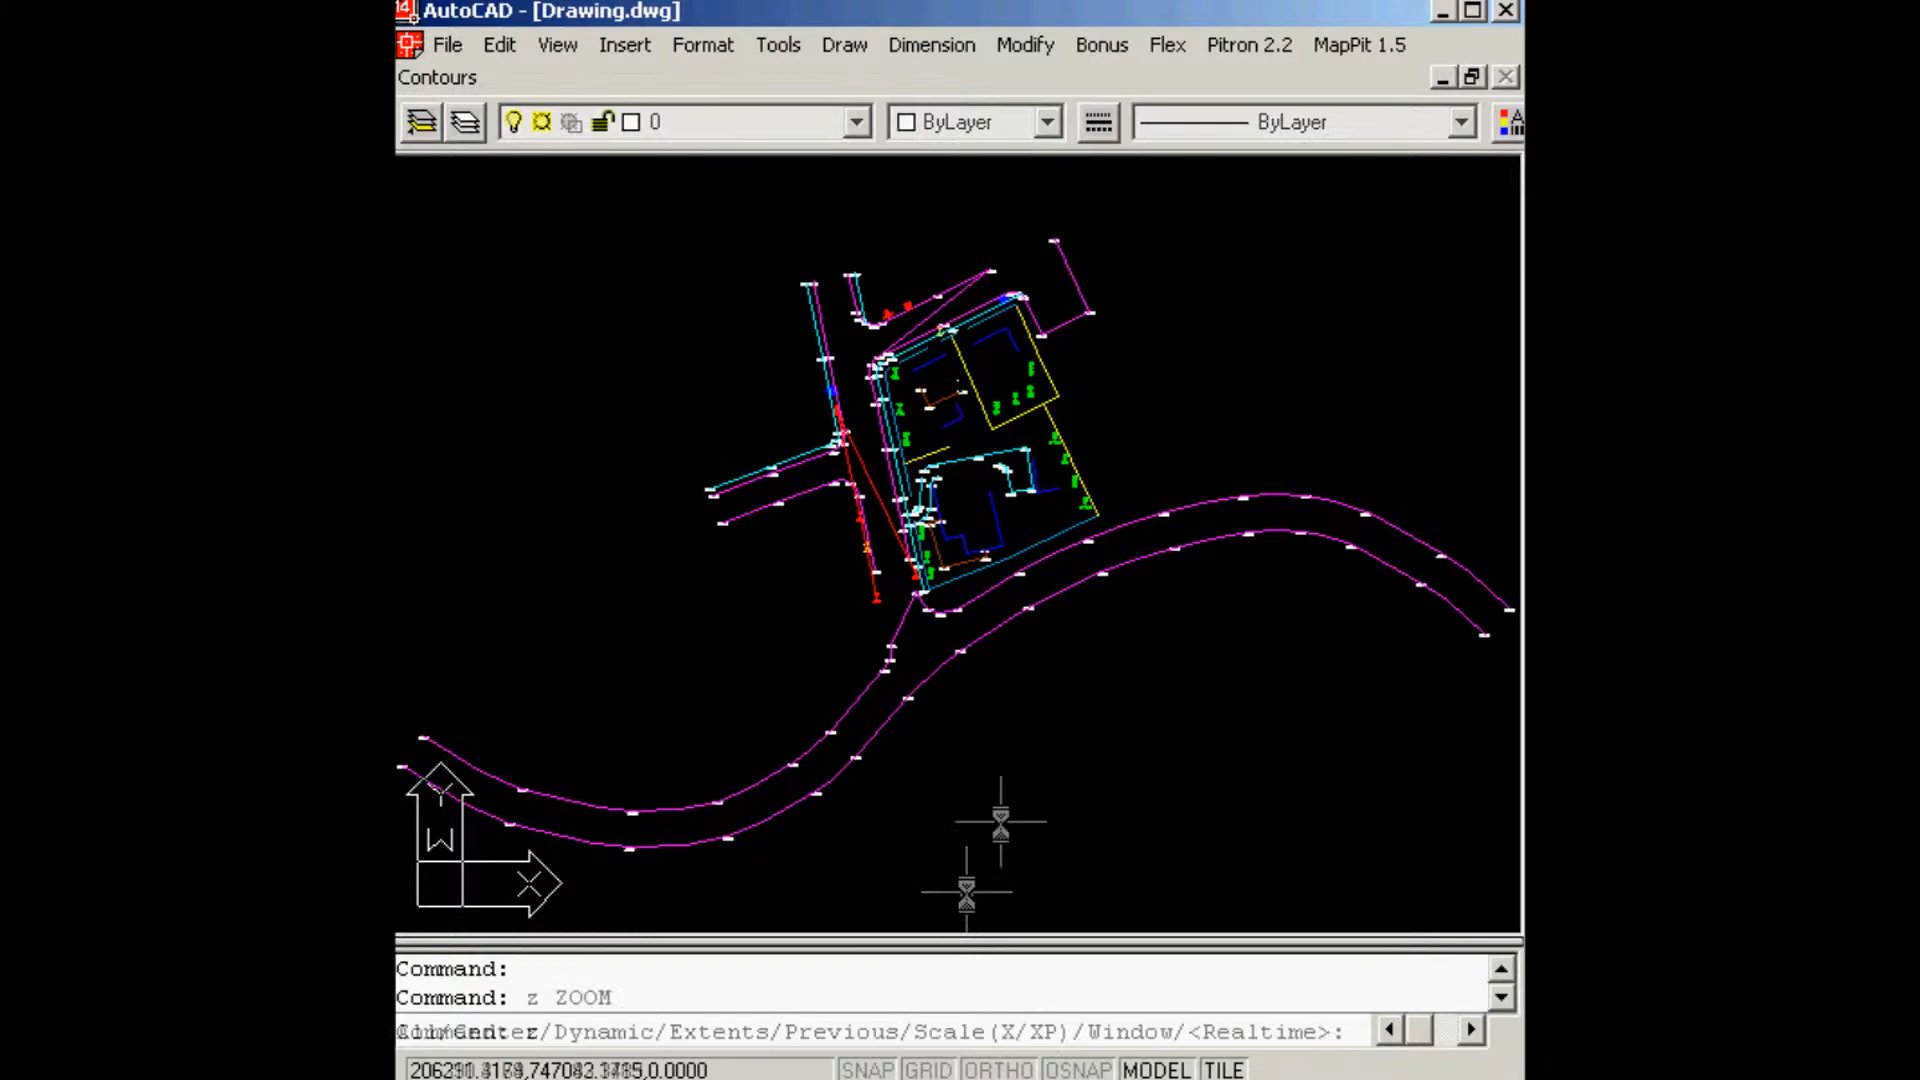 14 AutoCAD - [Drawing.dwg]
File Edit View Insert Format Tools Draw Dimension Modify Bonus Flex Pitron 2.2 MapPit 1.5
Contours
0 ByLayer ByLayer
Y
W
X
Command:
Command: z ZOOM
/Dynamic/Extents/Previous/Scale(X/XP)/Window/<Realtime>:
SNAP GRID ORTHO OSNAP MODEL TILE